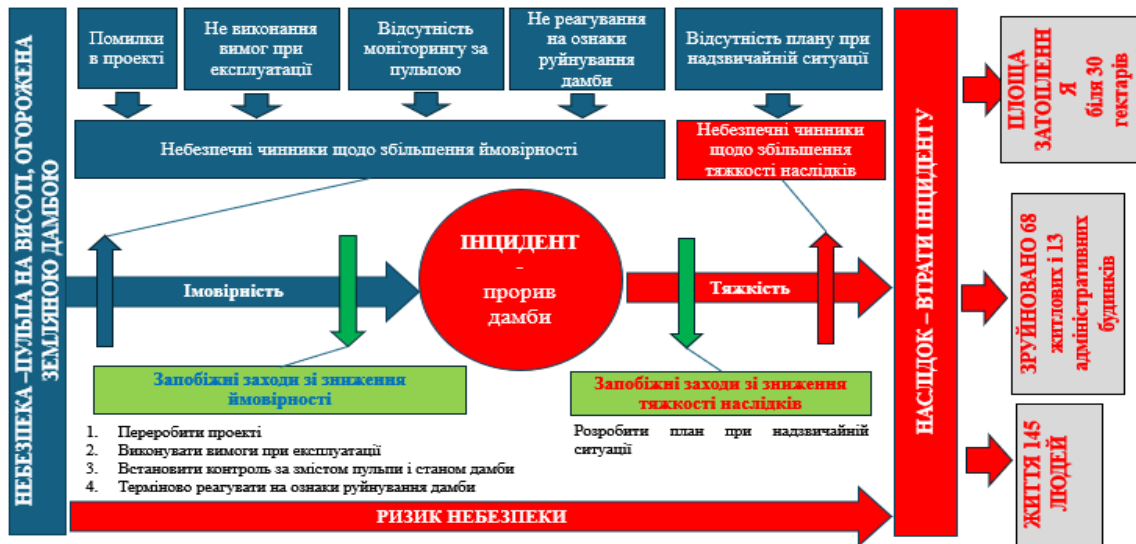 НЕБЕЗПЕКА –ПУЛЬПА НА ВИСОТІ, ОГОРОЖЕНА
ЗЕМЛЯНОЮ ДАМБОЮ
Помилки
в проекті
Не виконання
вимог при
експлуатації
Відсутність
моніторингу за
пульпою
Не реагування
на ознаки
руйнування
дамби
Відсутність плану при
надзвичайній ситуації
Небезпечні чинники щодо збільшення ймовірності
Небезпечні чинники
щодо збільшення
тяжкості наслідків
Імовірність
ІНЦИДЕНТ
-
прорив
дамби
Тяжкість
Запобіжні заходи зі зниження
ймовірності
Запобіжні заходи зі зниження
тяжкості наслідків
1. Переробити проекті
2. Виконувати вимоги при експлуатації
3. Встановити контроль за змістом пульпи і станом дамби
4. Терміново реагувати на ознаки руйнування дамби
Розробити план при надзвичайній
ситуації
РИЗИК НЕБЕЗПЕКИ
НАСЛІДОК – ВТРАТИ ІНЦИДЕНТУ
ПЛОЩА
ЗАТОПЛЕНН
Я
біля 30
гектарів
ЗРУЙНОВАНО 68
житлових і 13
адміністративних
будинків
ЖИТТЯ 145
ЛЮДЕЙ